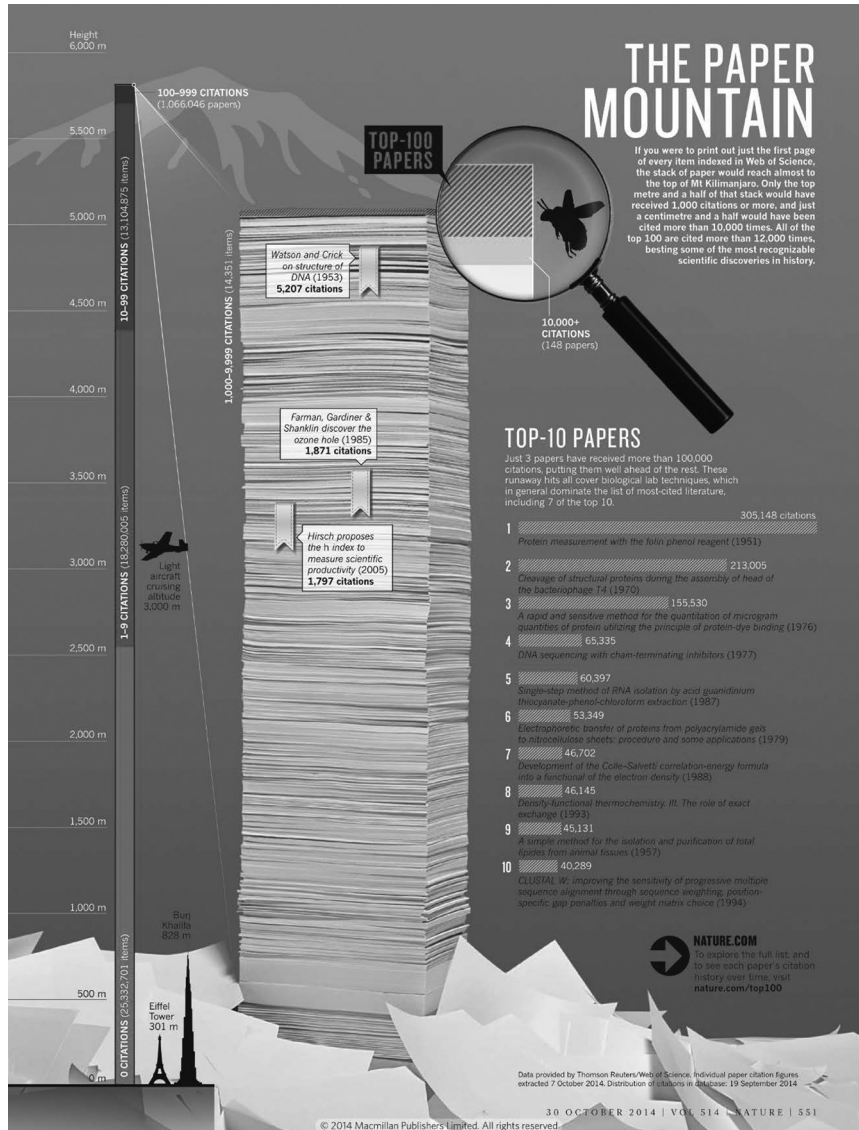 Height
6,000 m
5,500 m
5,000 m
4,500 m
4,000 m
3,500 m
3,000 m
2,500 m
2,000 m
1,500 m
1,000 m
500 m
0 m
100–999 CITATIONS
(1,066,046 papers)
10–99 CITATIONS (13,104,875 items)
1–9 CITATIONS (18,280,005 items)
0 CITATIONS (25,332,701 items)
Light
aircraft
cruising
altitude
3,000 m
Burj
Khalifa
828 m
Eiffel
Tower
301 m
1,000–9,999 CITATIONS (14,351 items)
TOP-100
PAPERS
Watson and Crick
on structure of
DNA (1953)
5,207 citations
Farman, Gardiner &
Shanklin discover the
ozone hole (1985)
1,871 citations
Hirsch proposes
the h index to
measure scientific
productivity (2005)
1,797 citations
10,000+
CITATIONS
(148 papers)
THE PAPER
MOUNTAIN
If you were to print out just the first page
of every item indexed in Web of Science,
the stack of paper would reach almost to
the top of Mt Kilimanjaro. Only the top
metre and a half of that stack would have
received 1,000 citations or more, and just
a centimetre and a half would have been
cited more than 10,000 times. All of the
top 100 are cited more than 12,000 times,
besting some of the most recognizable
scientific discoveries in history.
TOP-10 PAPERS
Just 3 papers have received more than 100,000
citations, putting them well ahead of the rest. These
runaway hits all cover biological lab techniques, which
in general dominate the list of most-cited literature,
including 7 of the top 10.
305,148 citations
1
Protein measurement with the folin phenol reagent (1951)
2 213,005
Cleavage of structural proteins during the assembly of head of
the bacteriophage T4 (1970)
3 155,530
A rapid and sensitive method for the quantitation of microgram
quantities of protein utilizing the principle of protein-dye binding (1976)
4 65,335
DNA sequencing with chain-terminating inhibitors (1977)
5 60,397
Single-step method of RNA isolation by acid guanidinium
thiocyanate-phenol-chloroform extraction (1987)
6 53,349
Electrophoretic transfer of proteins from polyacrylamide gels
to nitrocellulose sheets: procedure and some applications (1979)
7 46,702
Development of the Colle–Salvetti correlation-energy formula
into a functional of the electron density (1988)
8 46,145
Density-functional thermochemistry. III. The role of exact
exchange (1993)
9 45,131
A simple method for the isolation and purification of total
lipides from animal tissues (1957)
10 40,289
CLUSTAL W: improving the sensitivity of progressive multiple
sequence alignment through sequence weighting, position-
specific gap penalties and weight matrix choice (1994)
NATURE.COM
To explore the full list, and
to see each paper's citation
history over time, visit
nature.com/top100
Data provided by Thomson Reuters/Web of Science. Individual paper citation figures
extracted 7 October 2014. Distribution of citations in database: 19 September 2014
30 OCTOBER 2014 | VOL 514 | NATURE | 551
© 2014 Macmillan Publishers Limited. All rights reserved